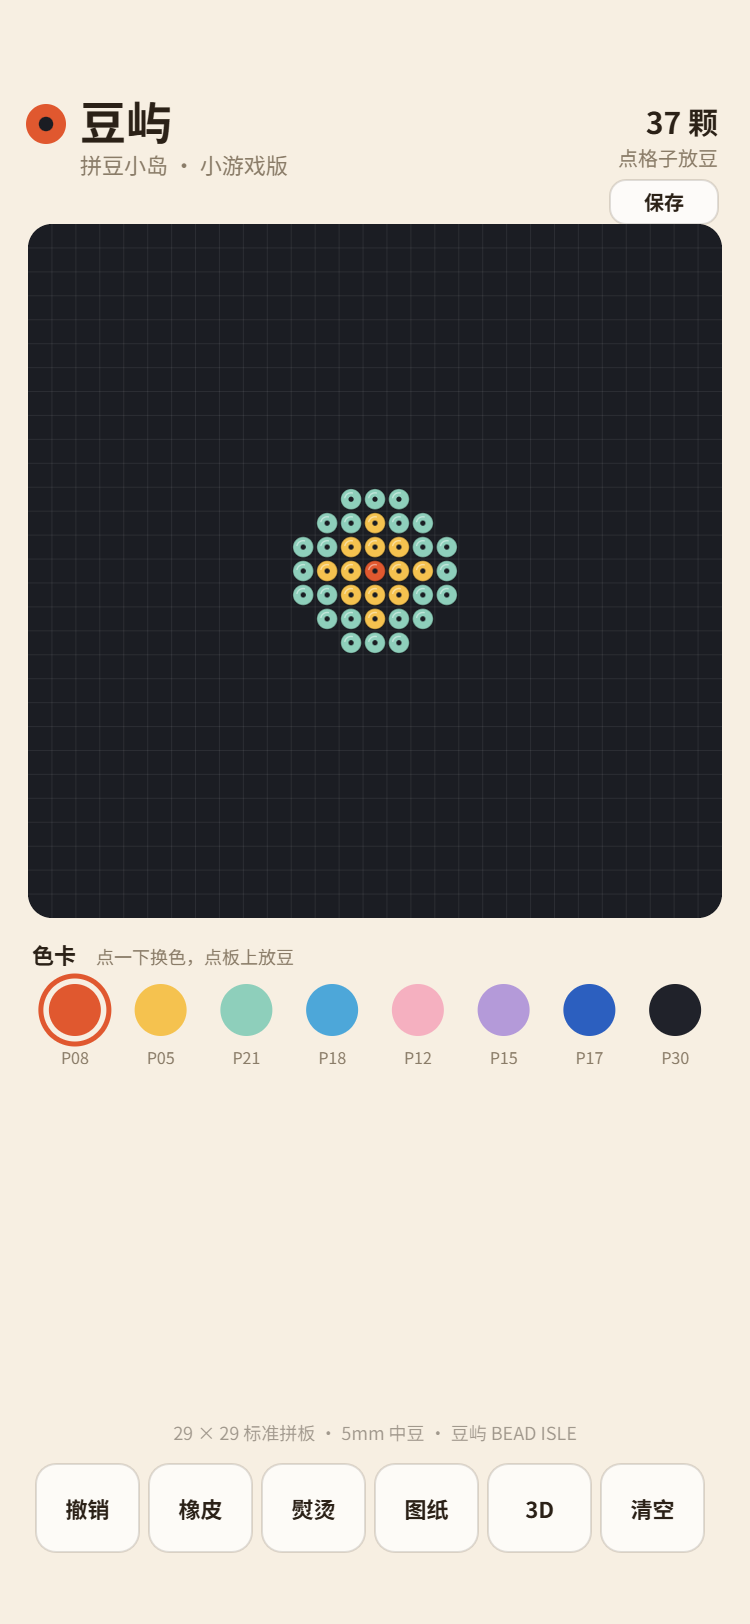 豆屿
拼豆小岛 · 小游戏版
37 颗
点格子放豆
保存
色卡 点一下换色，点板上放豆
P08 P05 P21 P18 P12 P15 P17 P30
29 × 29 标准拼板 · 5mm 中豆 · 豆屿 BEAD ISLE
撤销 橡皮 熨烫 图纸 3D 清空